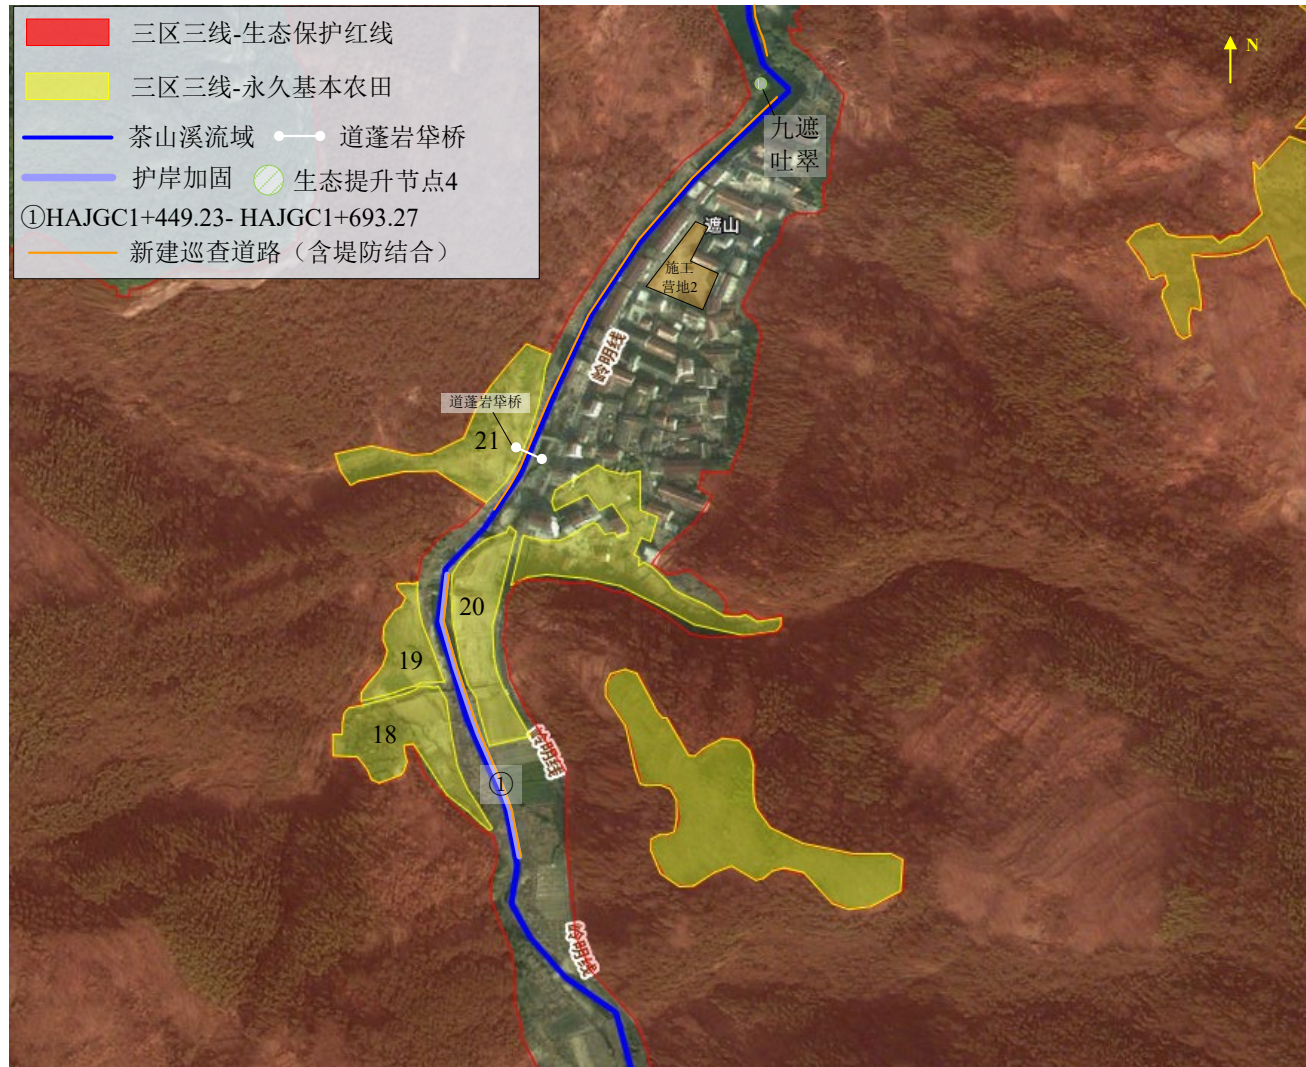 三区三线-生态保护红线
三区三线-永久基本农田
茶山溪流域 道蓬岩垈桥
护岸加固 生态提升节点4
①HAJGC1+449.23- HAJGC1+693.27
新建巡查道路（含堤防结合）
N
九遮
吐翠
遮山
施工
营地2
岭明线
道蓬岩垈桥
21
20
19
18
岭明线
①
岭明线